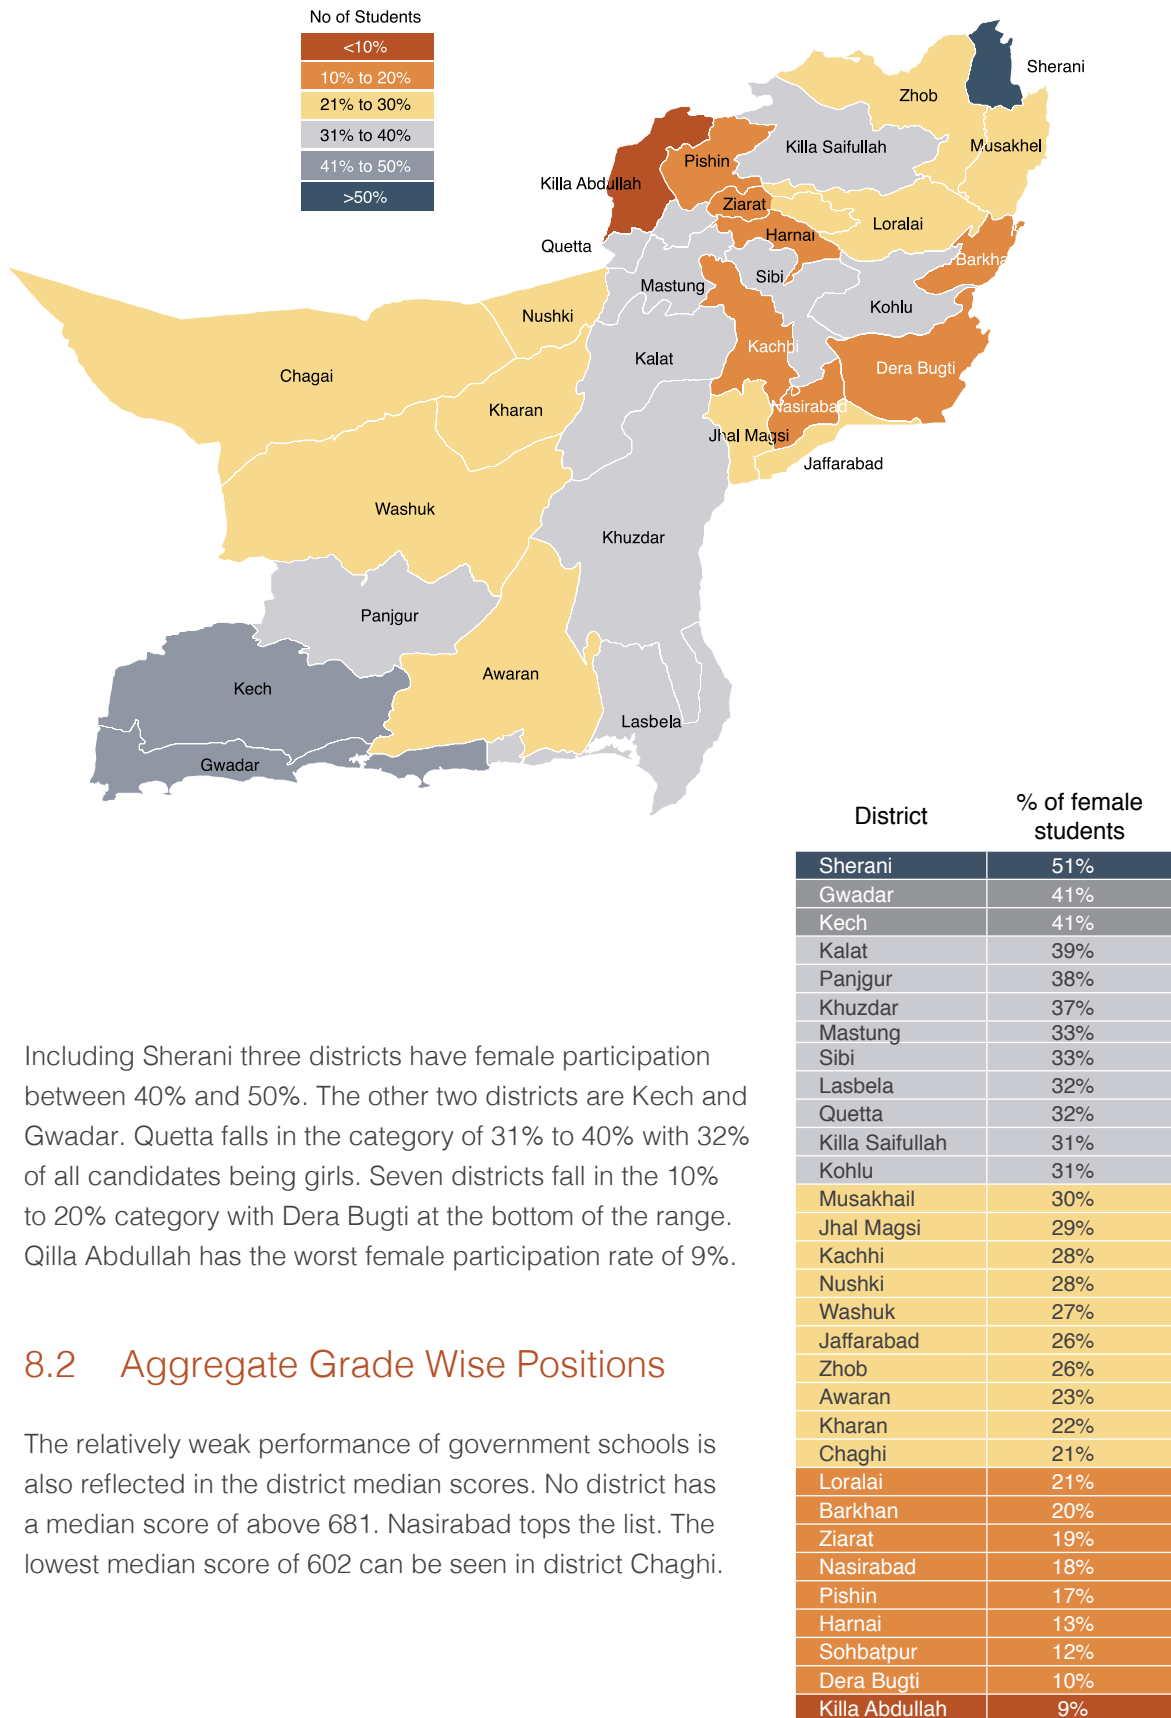 No of Students
<10%
10% to 20%
21% to 30%
31% to 40%
41% to 50%
>50%
Sherani
Zhob
Musakhel
Killa Saifullah
Pishin
Killa Abdullah
Ziarat
Loralai
Harnai
Quetta
Barkha
Sibi
Mastung
Kohlu
Nushki
Kachhi
Kalat
Dera Bugti
Chagai
Kharan
Nasirabad
Jhal Magsi
Jaffarabad
Washuk
Khuzdar
Panjgur
Awaran
Kech
Lasbela
Gwadar
District % of female
students
Sherani 51%
Gwadar 41%
Kech 41%
Kalat 39%
Panjgur 38%
Khuzdar 37%
Mastung 33%
Sibi 33%
Lasbela 32%
Quetta 32%
Killa Saifullah 31%
Kohlu 31%
Musakhail 30%
Jhal Magsi 29%
Kachhi 28%
Nushki 28%
Washuk 27%
Jaffarabad 26%
Zhob 26%
Awaran 23%
Kharan 22%
Chaghi 21%
Loralai 21%
Barkhan 20%
Ziarat 19%
Nasirabad 18%
Pishin 17%
Harnai 13%
Sohbatpur 12%
Dera Bugti 10%
Killa Abdullah 9%
Including Sherani three districts have female participation
between 40% and 50%. The other two districts are Kech and
Gwadar. Quetta falls in the category of 31% to 40% with 32%
of all candidates being girls. Seven districts fall in the 10%
to 20% category with Dera Bugti at the bottom of the range.
Qilla Abdullah has the worst female participation rate of 9%.
8.2 Aggregate Grade Wise Positions
The relatively weak performance of government schools is
also reflected in the district median scores. No district has
a median score of above 681. Nasirabad tops the list. The
lowest median score of 602 can be seen in district Chaghi.